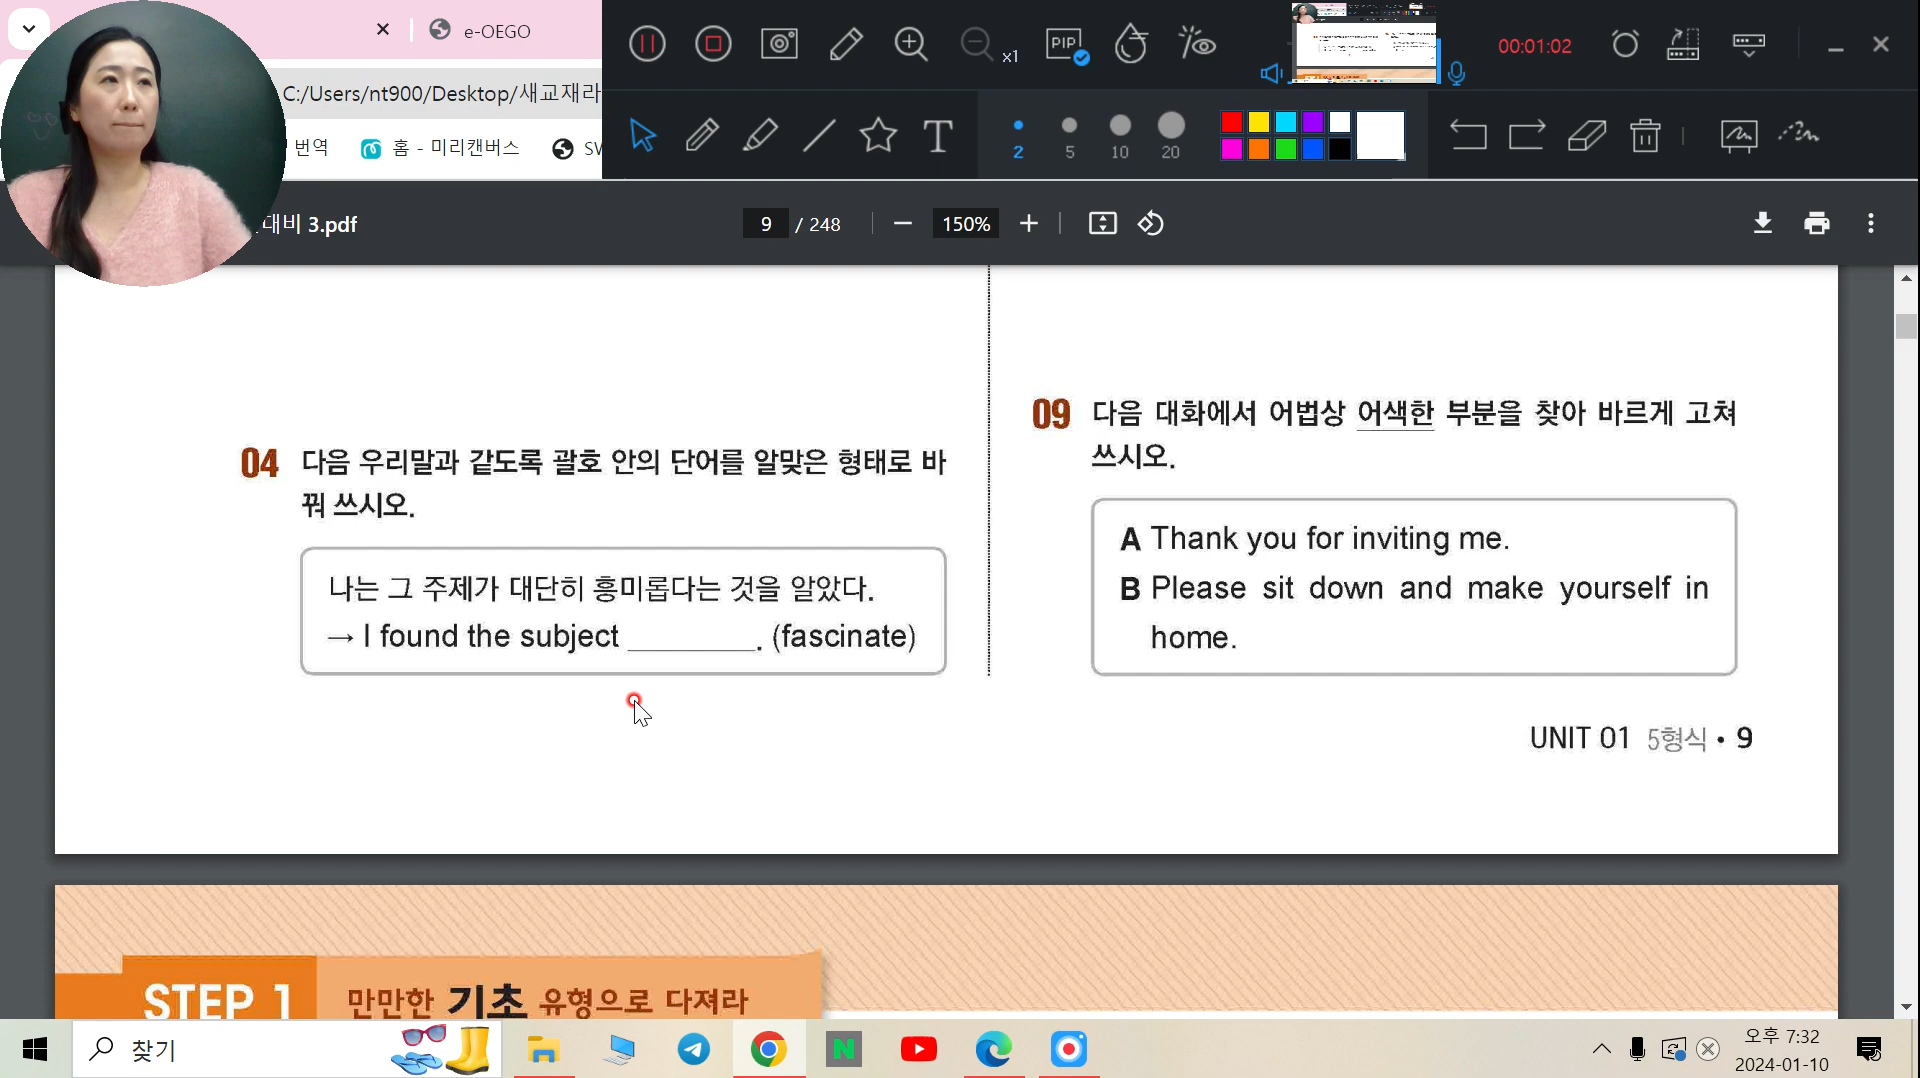 e-OEGO
x1
PIP
00:01:02
C:/Users/nt900/Desktop/새교재라
번역
홈 - 미리캔버스
T
2
5
10
20
대비 3.pdf
9 / 248
150%
04 다음 우리말과 같도록 괄호 안의 단어를 알맞은 형태로 바
꿔 쓰시오.
나는 그 주제가 대단히 흥미롭다는 것을 알았다.
→ I found the subject ________. (fascinate)
09 다음 대화에서 어법상 어색한 부분을 찾아 바르게 고쳐
쓰시오.
A Thank you for inviting me.
B Please sit down and make yourself in
home.
UNIT 01 5형식 • 9
STEP 1 만만한 기초 유형으로 다져라
찾기
N
오후 7:32
2024-01-10